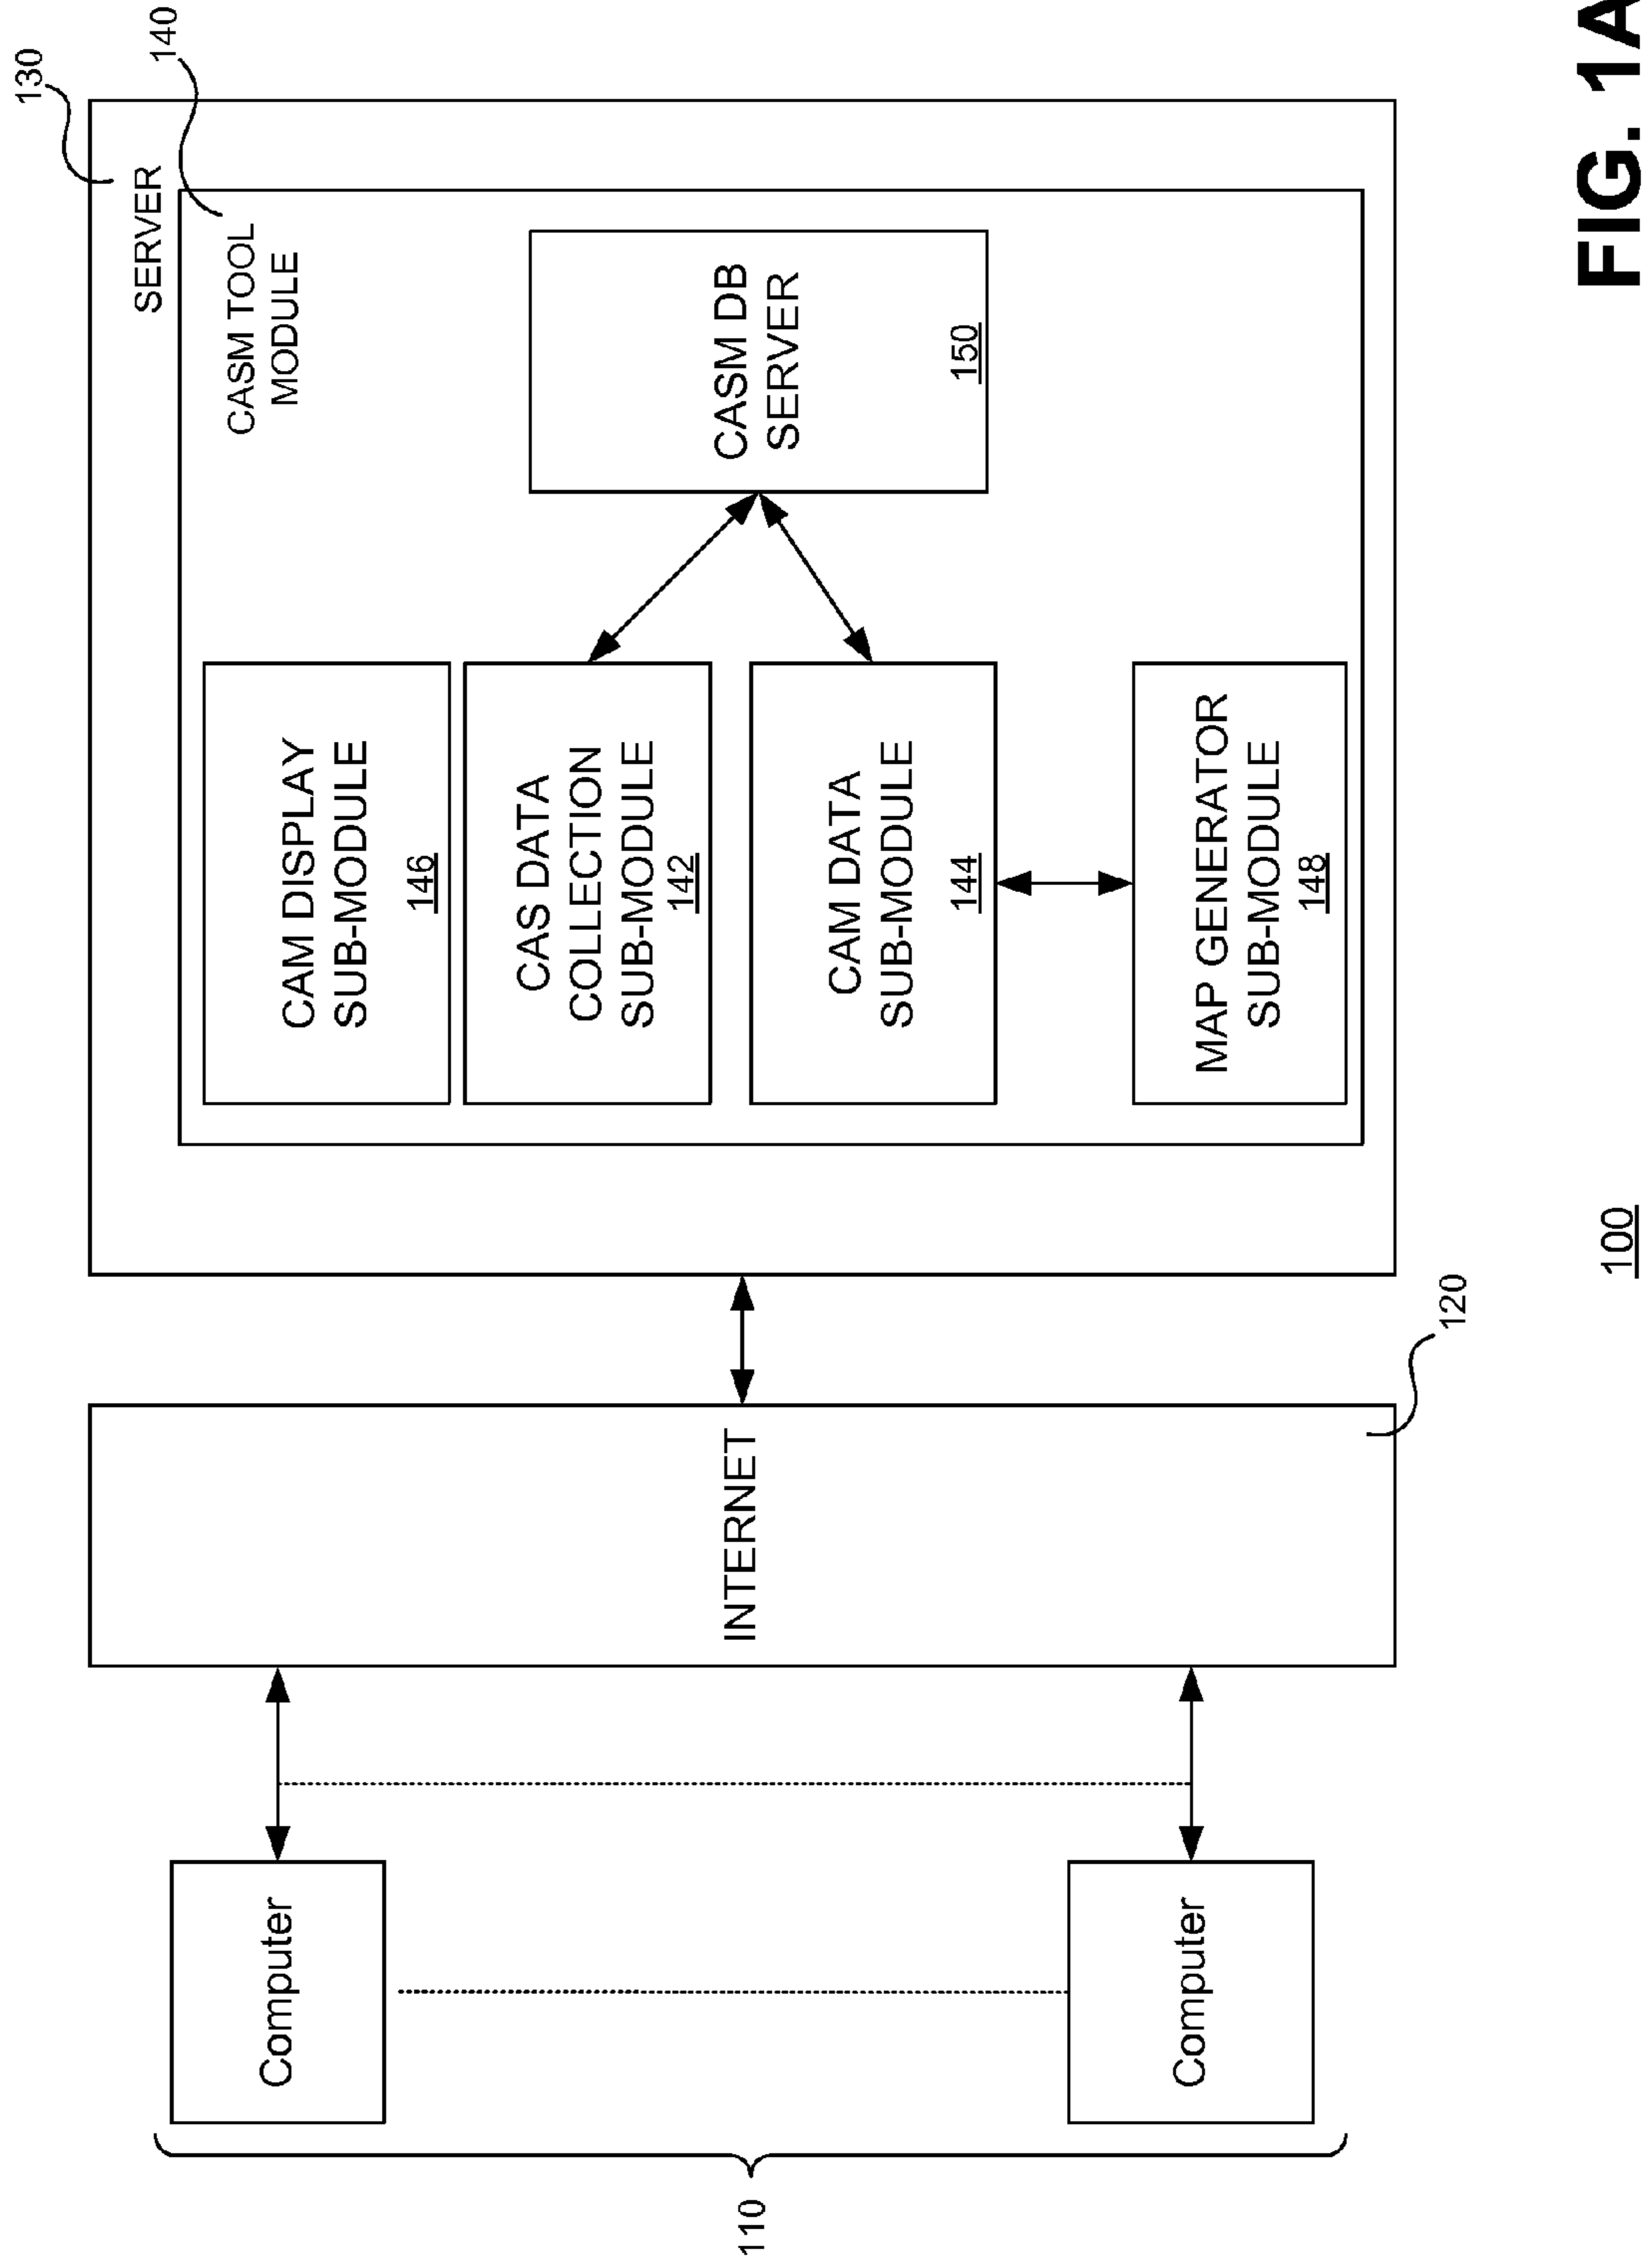 130
140
SERVER
CASM TOOL
MODULE
CAM DISPLAY
SUB-MODULE
146
CAS DATA
COLLECTION
SUB-MODULE
142
CAM DATA
SUB-MODULE
144
MAP GENERATOR
SUB-MODULE
148
CASM DB
SERVER
150
INTERNET
120
Computer
Computer
110
100
FIG. 1A